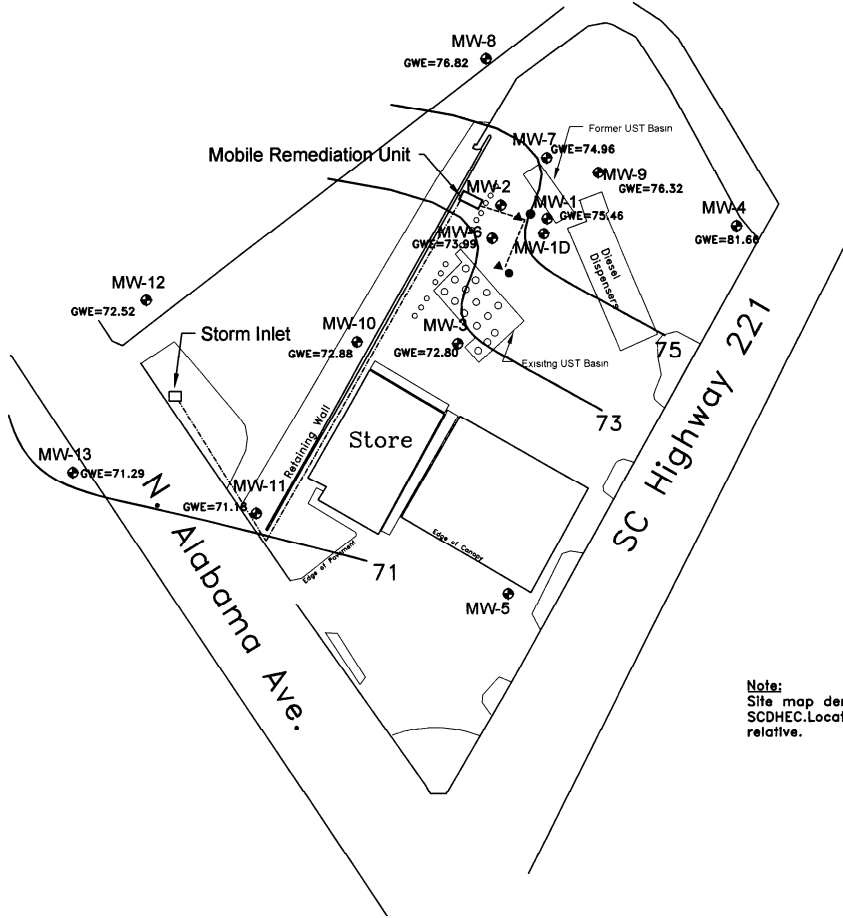 MW-8
GWE=76.82
Former UST Basin
MW-7
GWE=74.96
Mobile Remediation Unit
MW-9
GWE=76.32
MW-2
MW-1
GWE=75.46
MW-4
GWE=81.66
MW-6
GWE=73.99
MW-1D
Diesel
Dispensers
MW-12
GWE=72.52
Storm Inlet
MW-10
GWE=72.88
MW-3
GWE=72.80
75
Exisitng UST Basin
73
SC Highway 221
Store
Retaining Wall
MW-13
GWE=71.29
MW-11
GWE=71.18
N. Alabama Ave.
Edge of Canopy
Edge of Pavement
71
MW-5
Note:
Site map der
SCDHEC.Locat
relative.